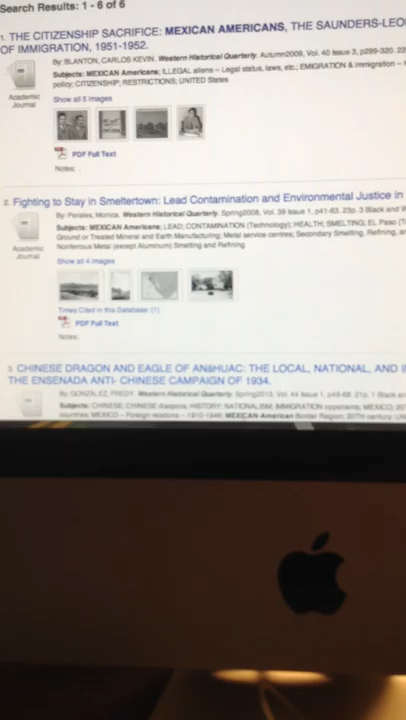 Search Results: 1 - 6 of 6
1. THE CITIZENSHIP SACRIFICE: MEXICAN AMERICANS, THE SAUNDERS-LEO
OF IMMIGRATION, 1951-1952.
By: BLANTON, CARLOS KEVIN. Western Historical Quarterly. Autumn2009, Vol. 40 Issue 3, p299-320. 22
Subjects: MEXICAN Americans; ILLEGAL aliens -- Legal status, laws, etc.; EMIGRATION & immigration --
policy; CITIZENSHIP; RESTRICTIONS; UNITED States
Academic
Journal
Show all 5 images
PDF Full Text
Notes:
2. Fighting to Stay in Smeltertown: Lead Contamination and Environmental Justice in
By: Perales, Monica. Western Historical Quarterly. Spring2008, Vol. 39 Issue 1, p41-63. 23p. 3 Black and W
Subjects: MEXICAN Americans; LEAD; CONTAMINATION (Technology); HEALTH; SMELTING; EL Paso (T
Ground or Treated Mineral and Earth Manufacturing; Metal service centres; Secondary Smelting, Refining, an
Nonferrous Metal (except Aluminum) Smelting and Refining
Academic
Journal
Show all 4 images
Times Cited in this Database: (1)
PDF Full Text
Notes:
3. CHINESE DRAGON AND EAGLE OF ANáHUAC: THE LOCAL, NATIONAL, AND I
THE ENSENADA ANTI- CHINESE CAMPAIGN OF 1934.
By: GONZÁLEZ, FREDY. Western Historical Quarterly. Spring2013, Vol. 44 Issue 1, p49-68. 21p. 1 Black an
Subjects: CHINESE; CHINESE diaspora; HISTORY; NATIONALISM; IMMIGRATION opponents; MEXICO; 20T
countries; MEXICO -- Foreign relations -- 1910-1946; MEXICAN-American Border Region; 20TH century; UN